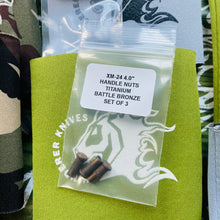 XM-24 4.0"
HANDLE NUTS
TITANIUM
BATTLE BRONZE
SET OF 3
KNIVES